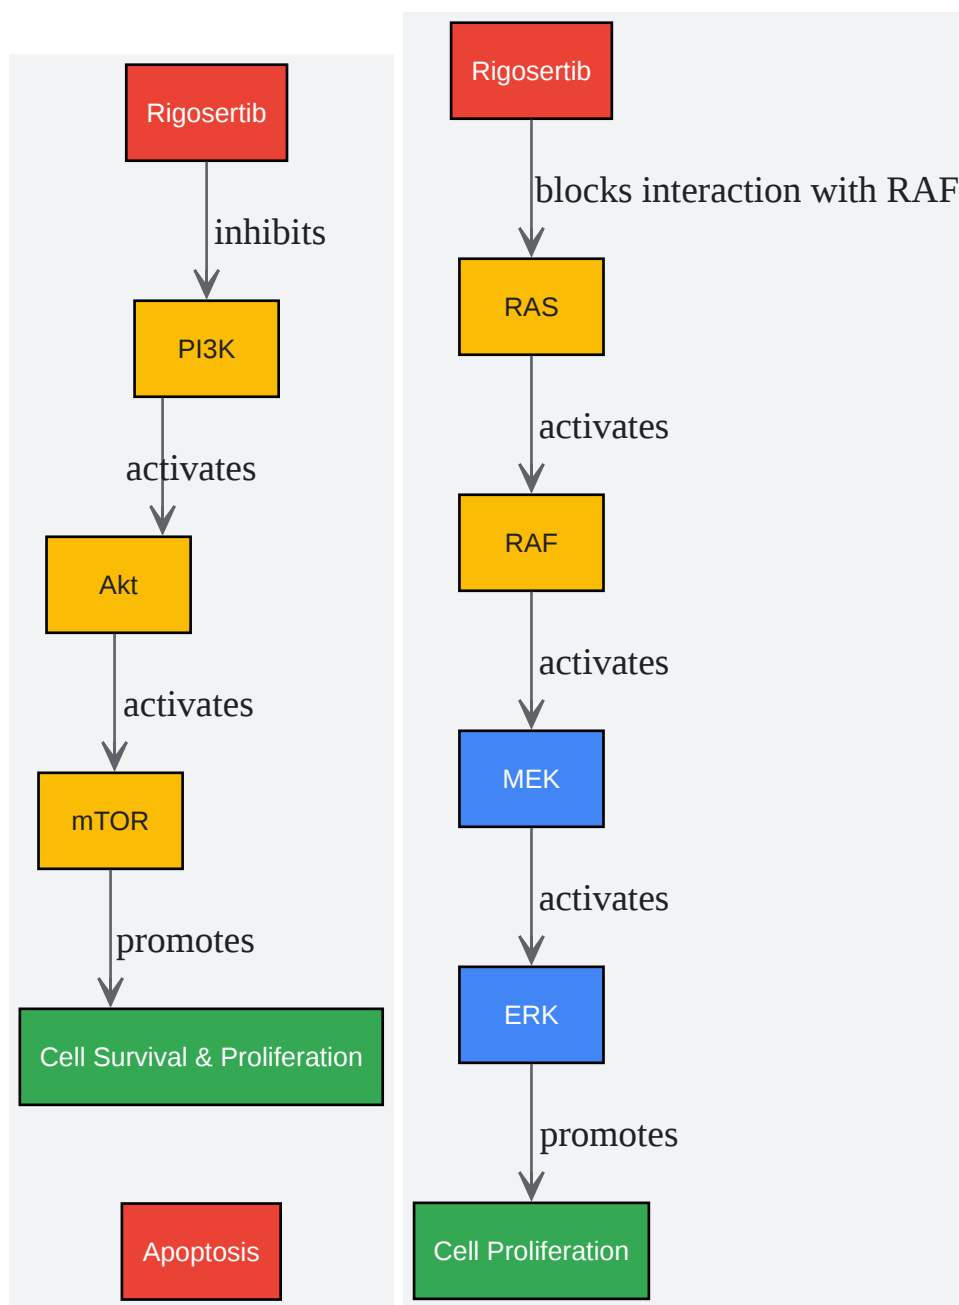 Rigosertib
inhibits
PI3K
activates
Akt
activates
mTOR
promotes
Cell Survival & Proliferation
Apoptosis
Rigosertib
blocks interaction with RAF
RAS
activates
RAF
activates
MEK
activates
ERK
promotes
Cell Proliferation